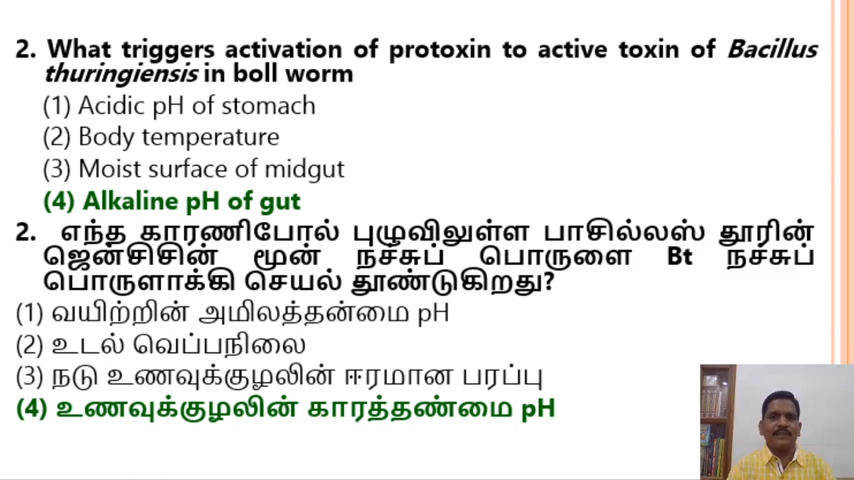 2. What triggers activation of protoxin to active toxin of Bacillus
thuringiensis in boll worm
(1) Acidic pH of stomach
(2) Body temperature
(3) Moist surface of midgut
(4) Alkaline pH of gut
2. எந்த காரணிபோல் புழுவிலுள்ள பாசில்லஸ் தூரின்
ஜென்சிசின் மூன் நச்சுப் பொருளை Bt நச்சுப்
பொருளாக்கி செயல் தூண்டுகிறது?
(1) வயிற்றின் அமிலத்தன்மை pH
(2) உடல் வெப்பநிலை
(3) நடு உணவுக்குழலின் ஈரமான பரப்பு
(4) உணவுக்குழலின் காரத்தண்மை pH